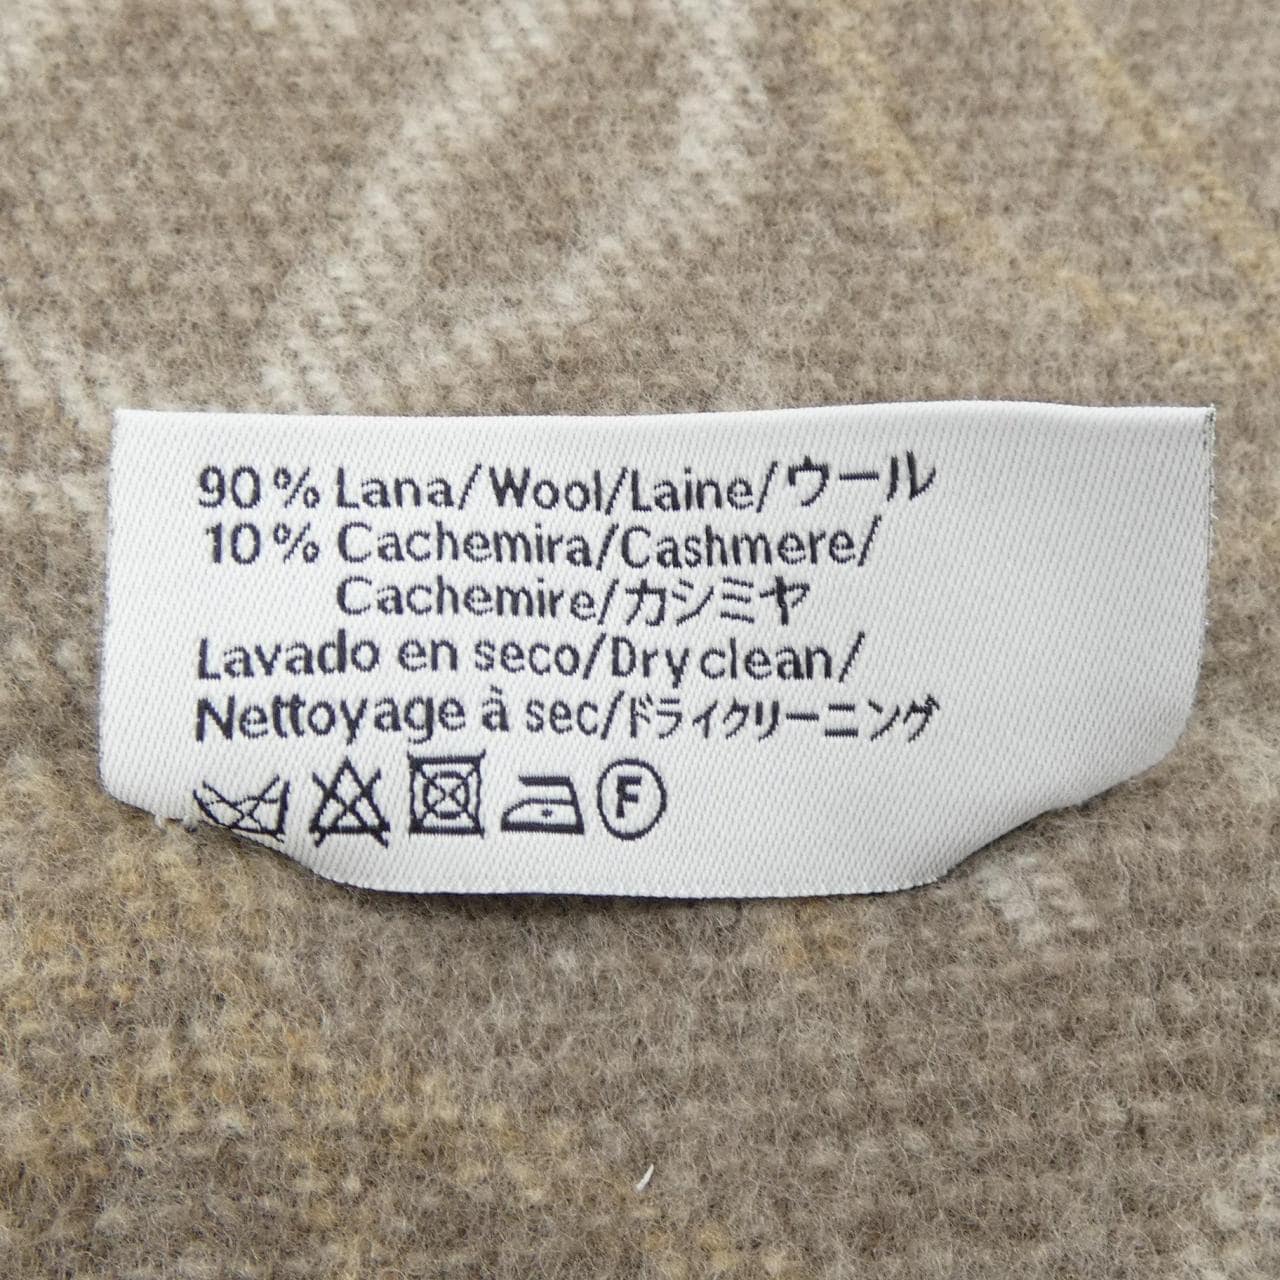 90% Lana/Wool/Laine/ウール
10% Cachemira/Cashmere/
Cachemire/カシミヤ
Lavado en seco/Dry clean/
Nettoyage à sec/ドライクリーニング
F